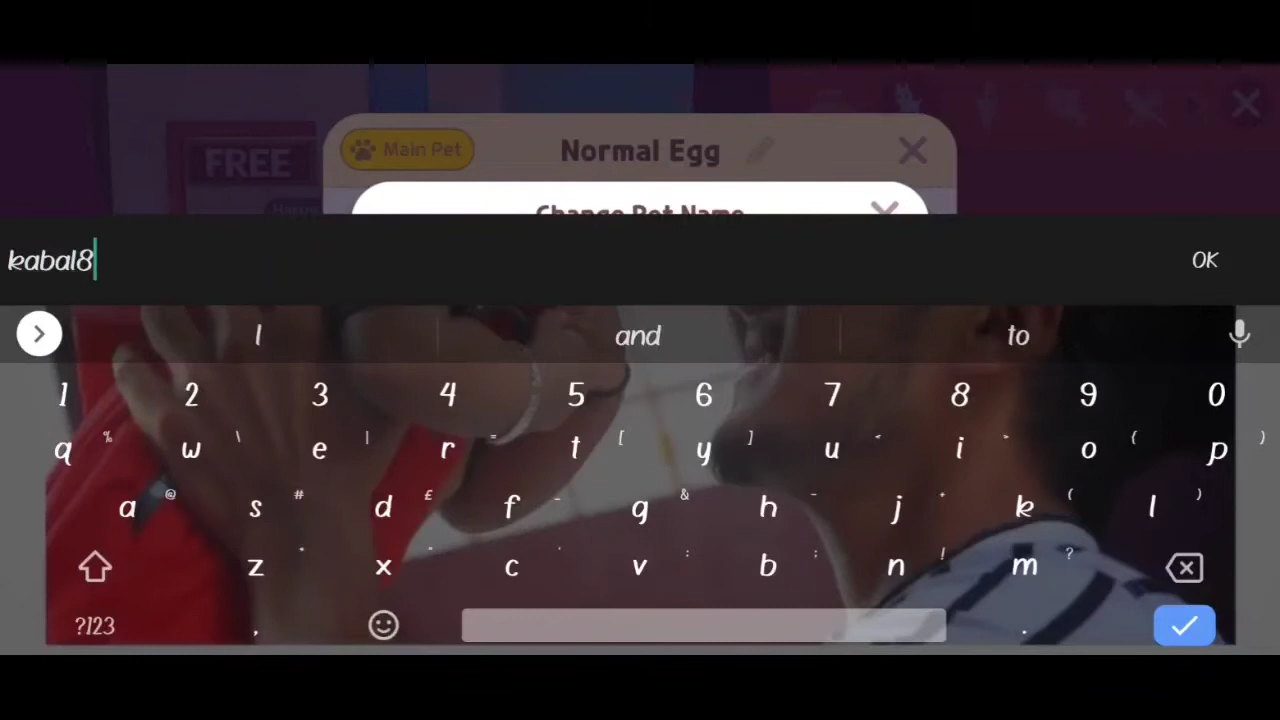 FREE
Main Pet
Normal Egg
Change Pet Name
kabal8
OK
I and to
1 2 3 4 5 6 7 8 9 0
q % w \ e | r = t [ y ] u < i > o { p }
a @ s # d £ f - g & h - j + k ( l )
z * x " c ' v : b ; n ! m ?
?123 , .